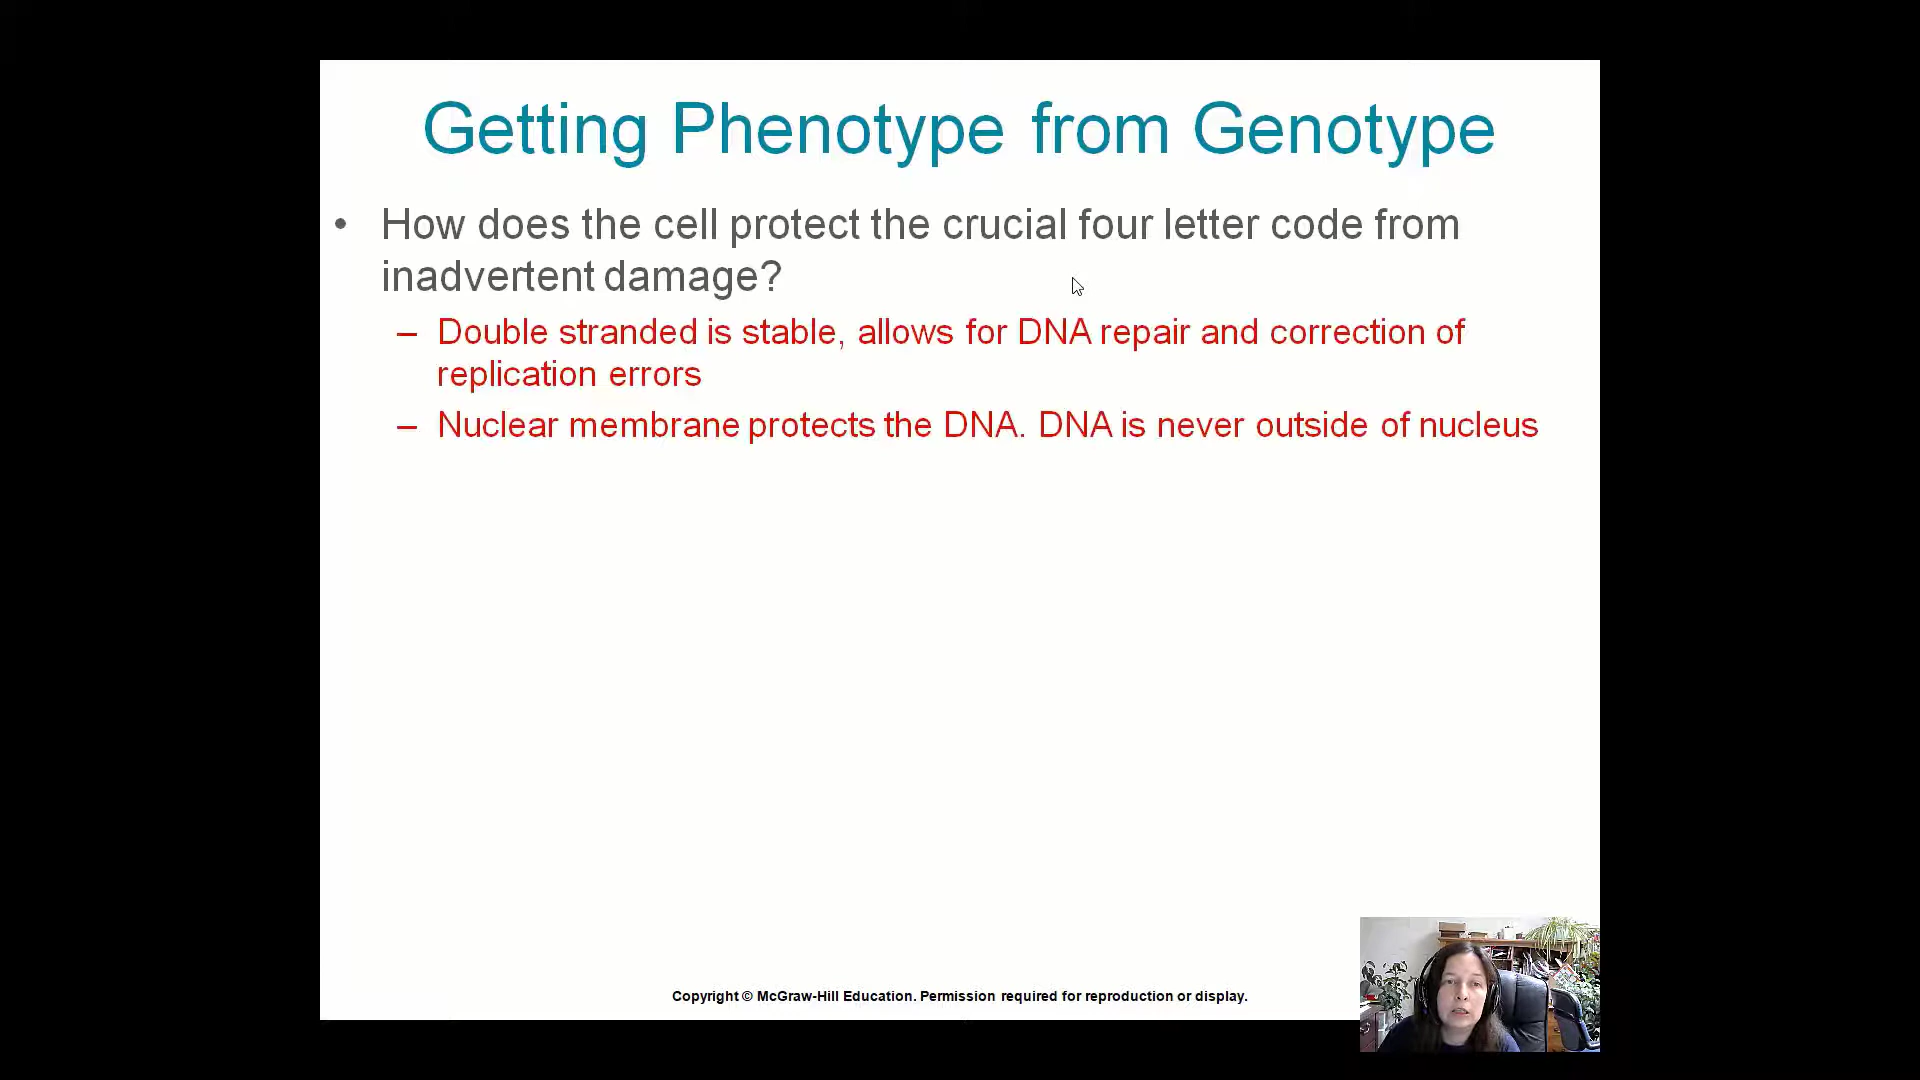 Getting Phenotype from Genotype
• How does the cell protect the crucial four letter code from
inadvertent damage?
– Double stranded is stable, allows for DNA repair and correction of
replication errors
– Nuclear membrane protects the DNA. DNA is never outside of nucleus
Copyright © McGraw-Hill Education. Permission required for reproduction or display.